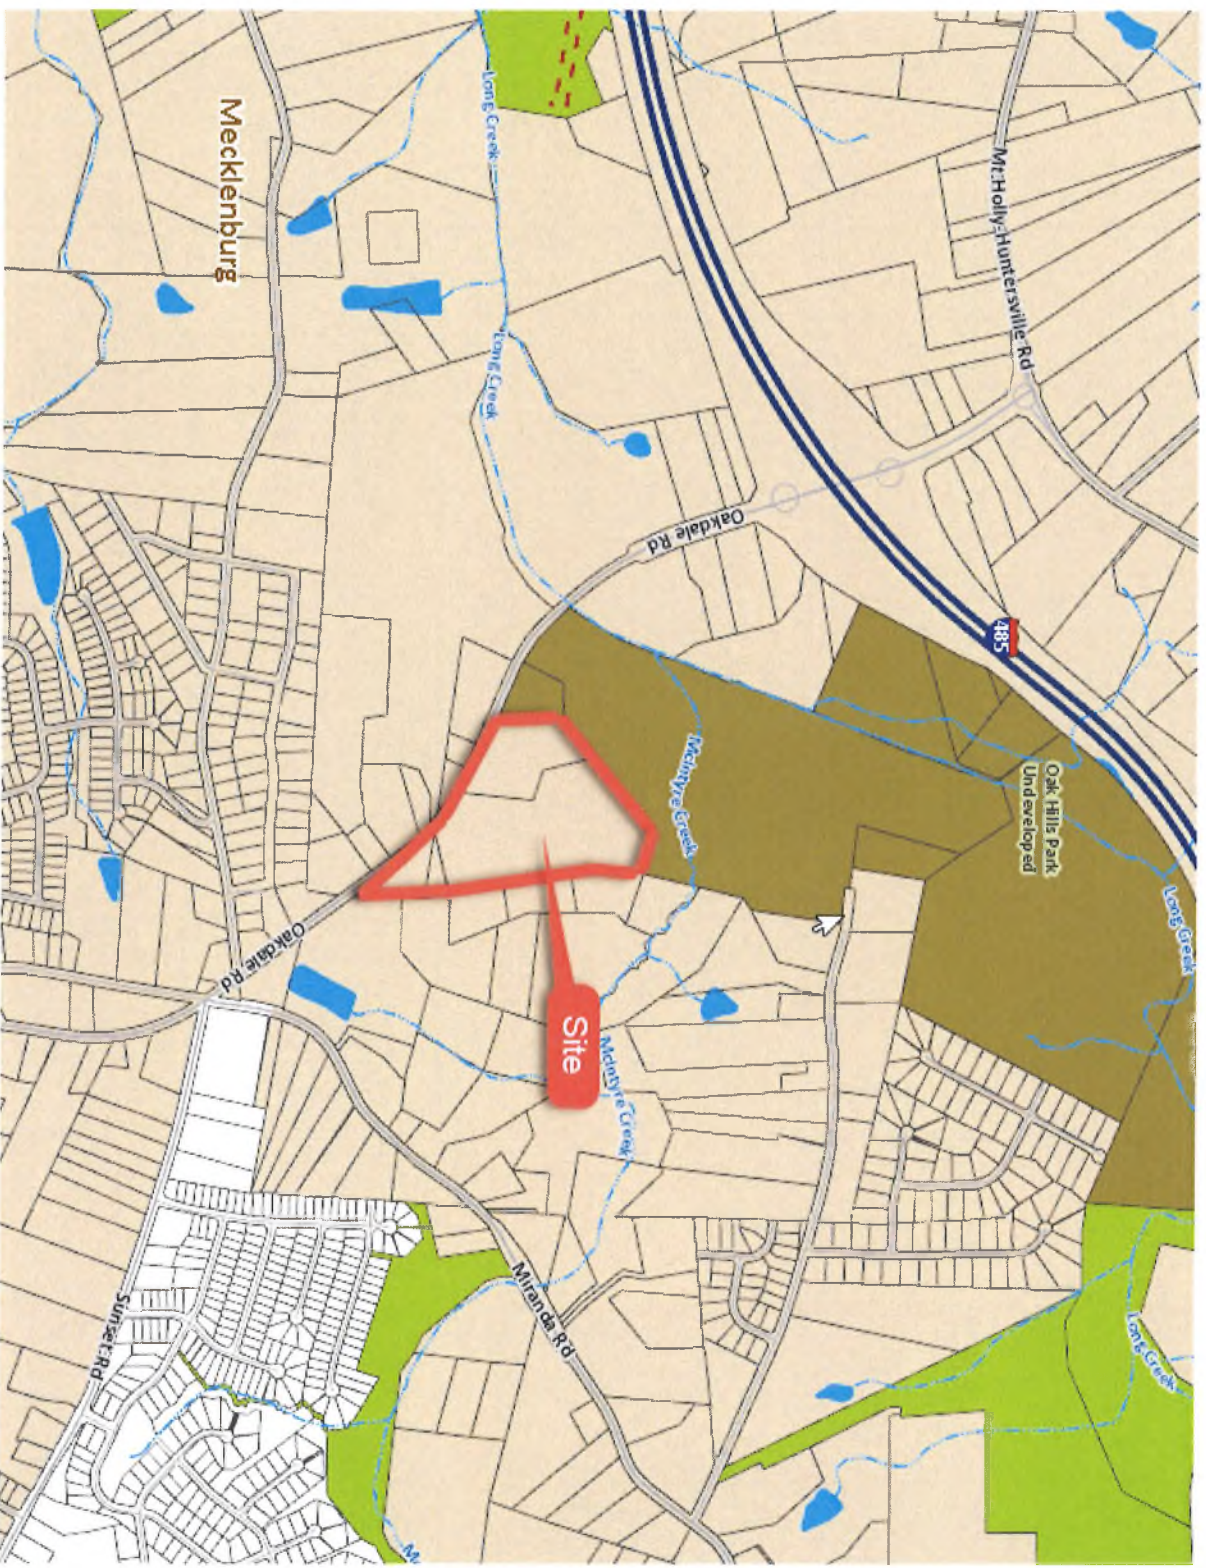 Mt Holly-Huntersville Rd
485
Long Creek
Mecklenburg
Long Creek
Oakdale Rd
Oak Hills Park
Undeveloped
Long Creek
McIntyre Creek
Site
Oakdale Rd
McIntyre Creek
Long Creek
Miranda Rd
Sunset Rd